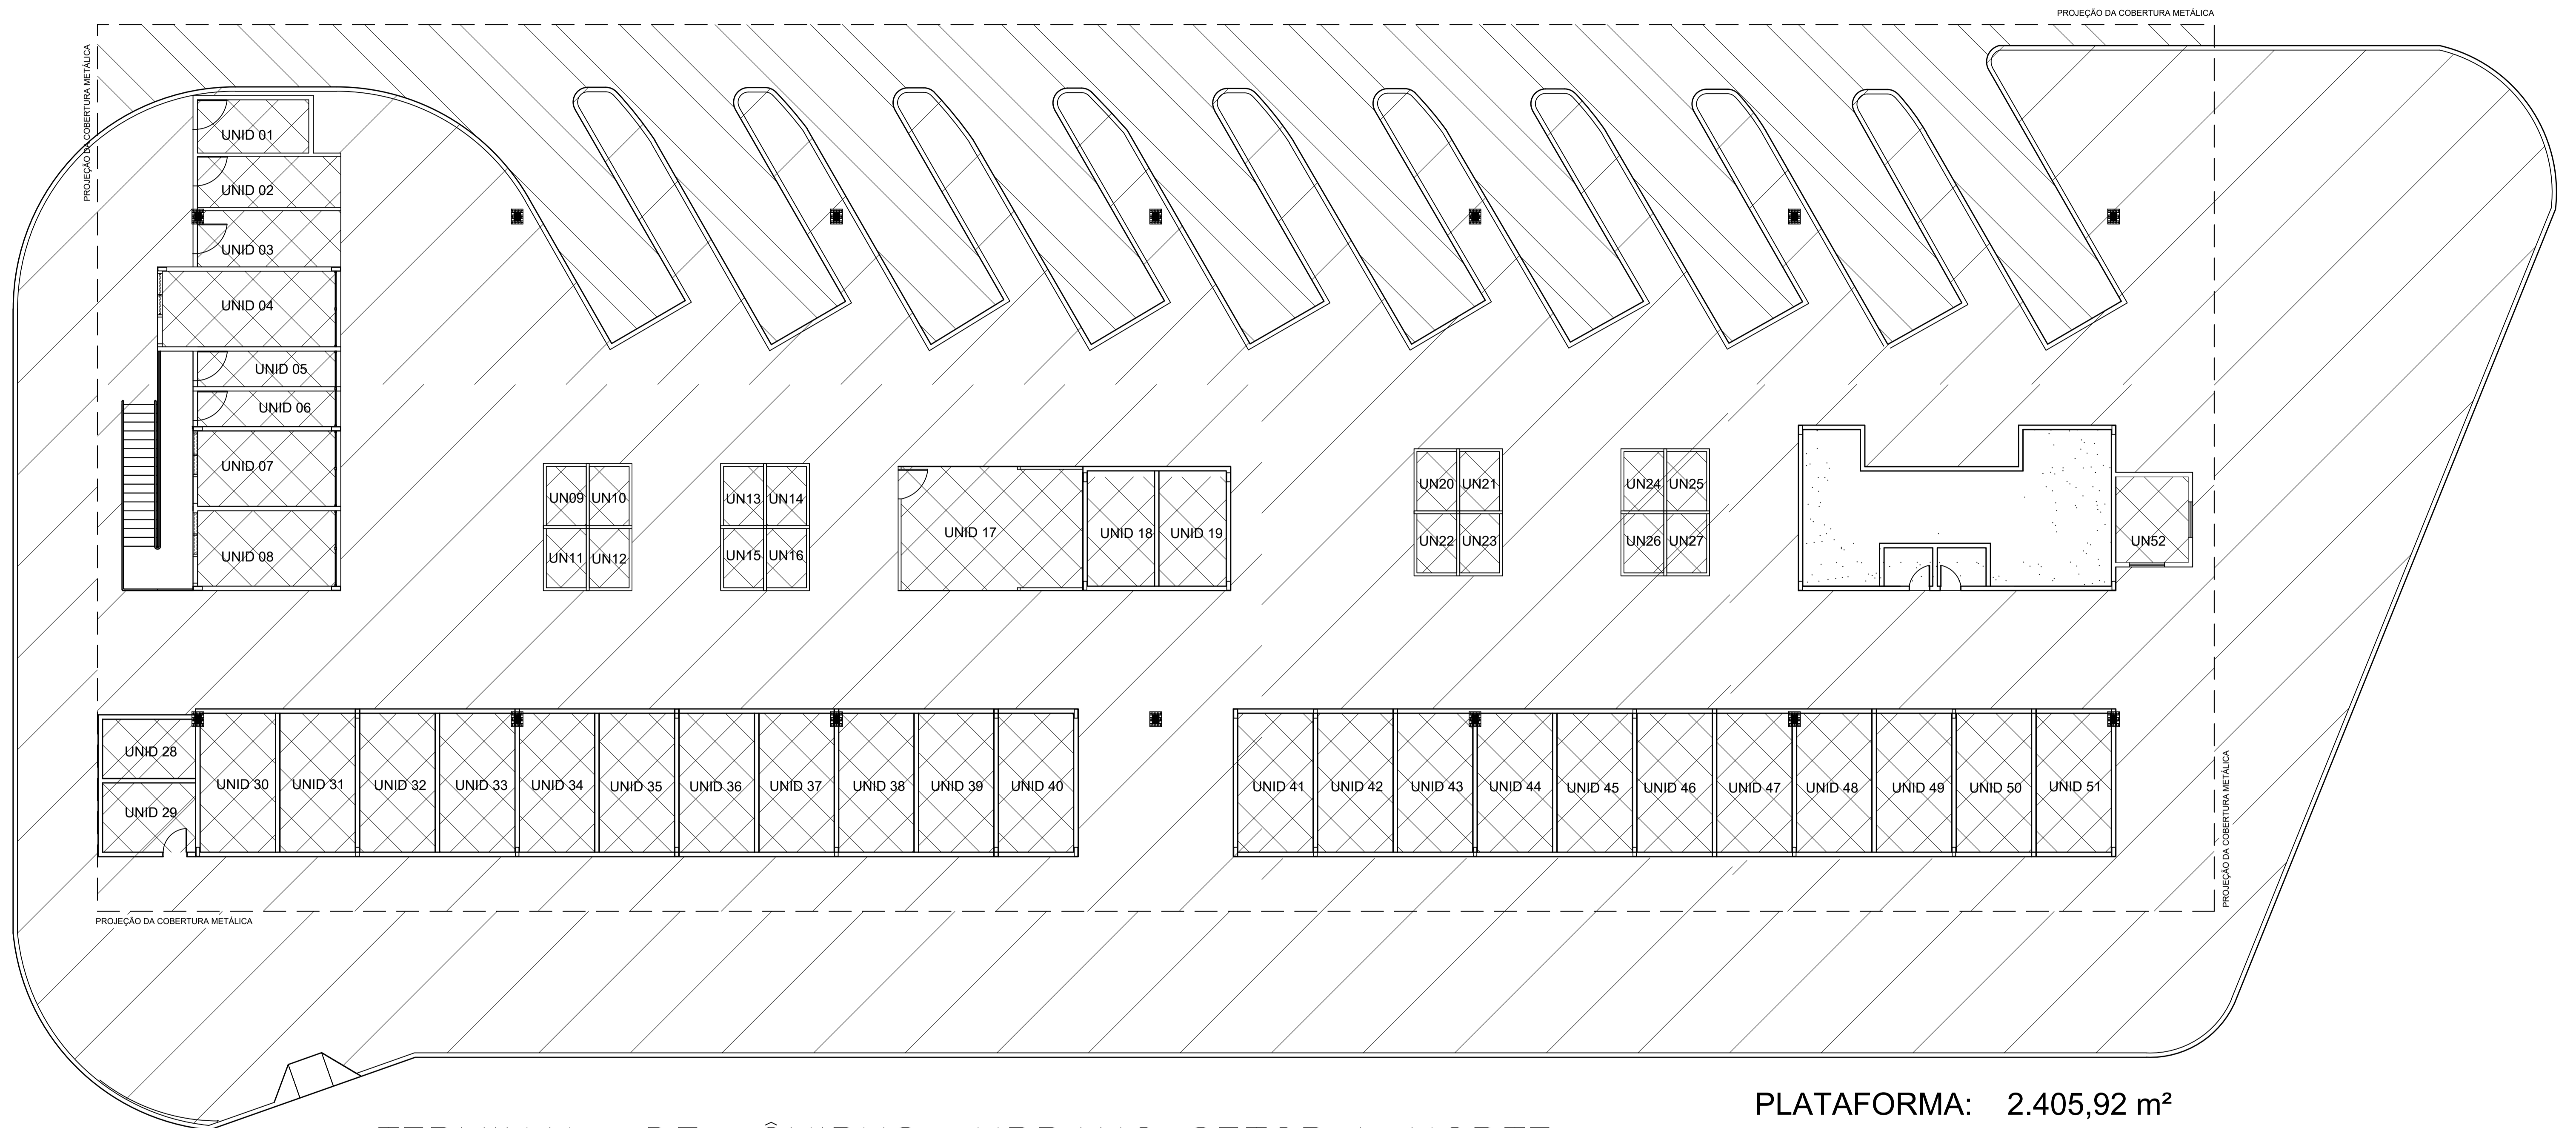 PROJEÇÃO DA COBERTURA METÁLICA
PROJEÇÃO DA COBERTURA METÁLICA
UNID 01
UNID 02
UNID 03
UNID 04
UNID 05
UNID 06
UNID 07
UNID 08
UN09 UN10
UN11 UN12
UN13 UN14
UN15 UN16
UNID 17
UNID 18
UNID 19
UN20 UN21
UN22 UN23
UN24 UN25
UN26 UN27
UN52
UNID 28
UNID 29
UNID 30
UNID 31
UNID 32
UNID 33
UNID 34
UNID 35
UNID 36
UNID 37
UNID 38
UNID 39
UNID 40
UNID 41
UNID 42
UNID 43
UNID 44
UNID 45
UNID 46
UNID 47
UNID 48
UNID 49
UNID 50
UNID 51
PROJEÇÃO DA COBERTURA METÁLICA
PROJEÇÃO DA COBERTURA METÁLICA
PLATAFORMA: 2.405,92 m²